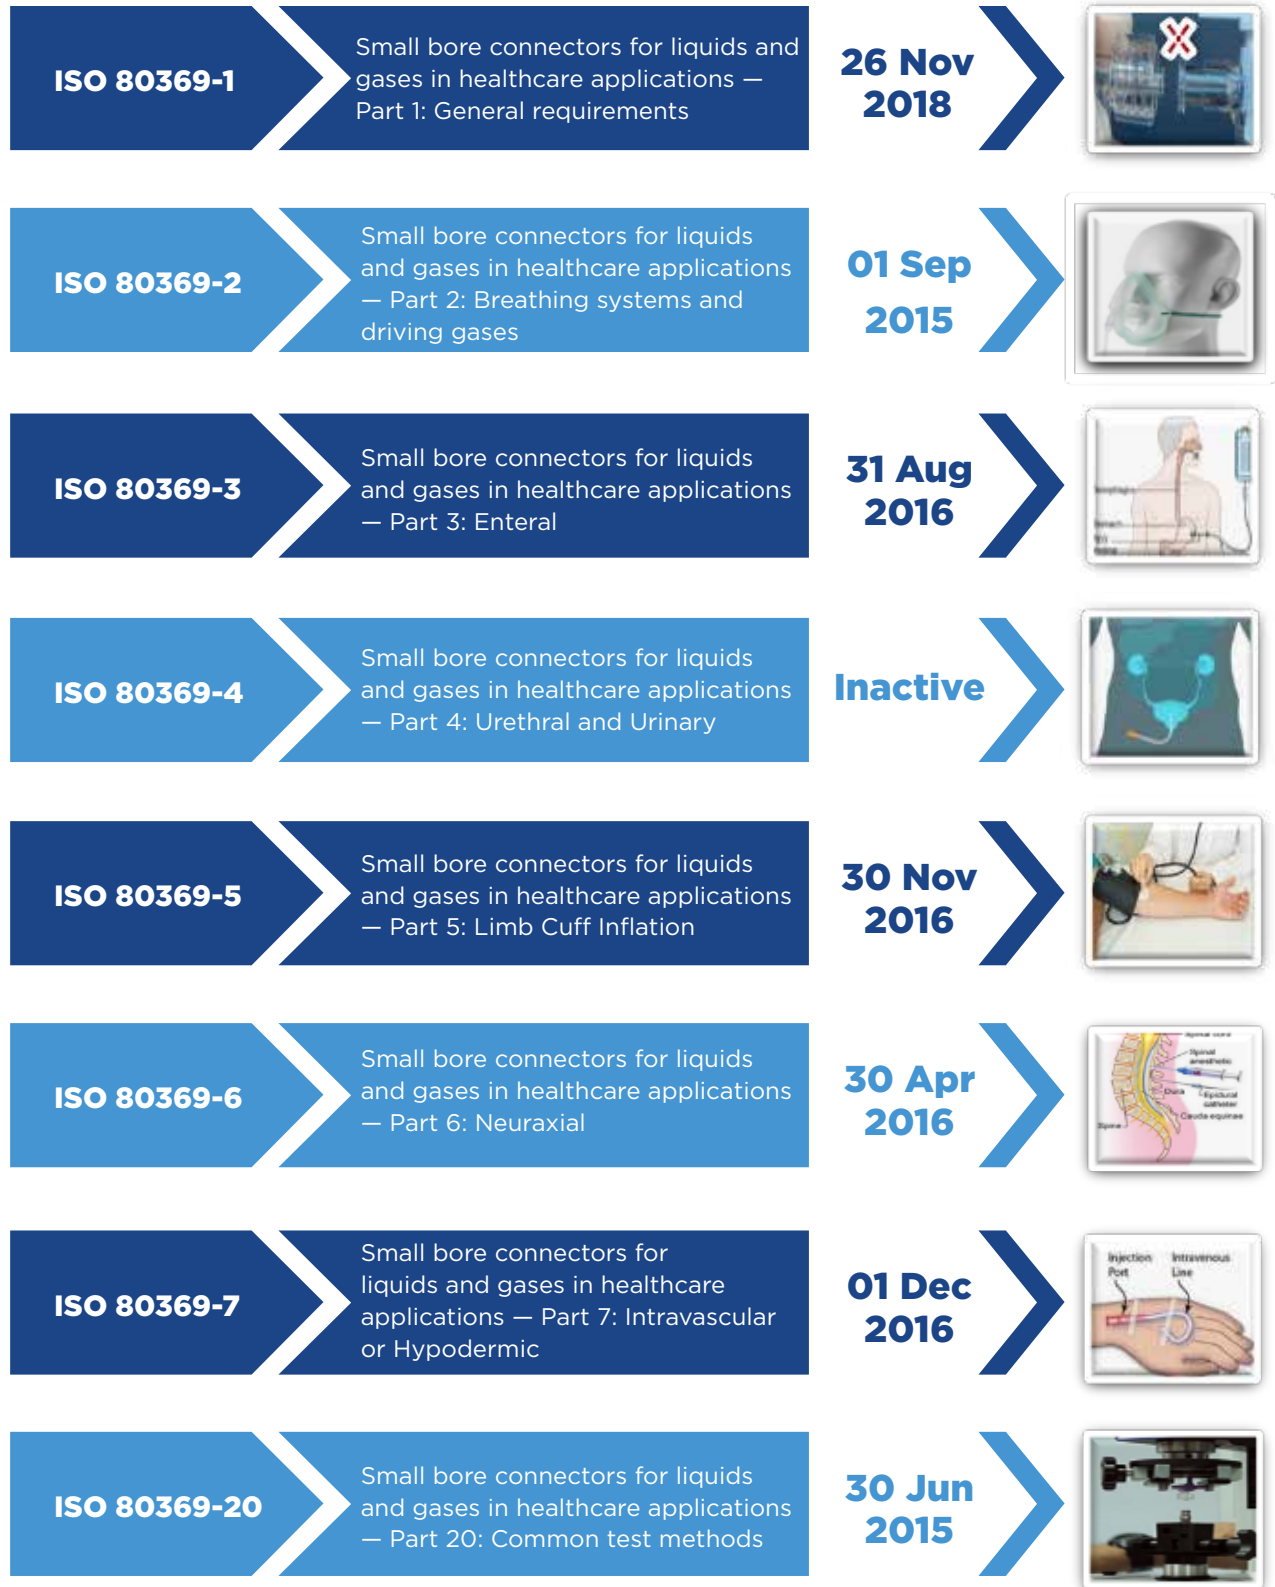 ISO 80369-1
Small bore connectors for liquids and
gases in healthcare applications —
Part 1: General requirements
26 Nov
2018
ISO 80369-2
Small bore connectors for liquids
and gases in healthcare applications
— Part 2: Breathing systems and
driving gases
01 Sep
2015
ISO 80369-3
Small bore connectors for liquids
and gases in healthcare applications
— Part 3: Enteral
31 Aug
2016
ISO 80369-4
Small bore connectors for liquids
and gases in healthcare applications
— Part 4: Urethral and Urinary
Inactive
ISO 80369-5
Small bore connectors for liquids
and gases in healthcare applications
— Part 5: Limb Cuff Inflation
30 Nov
2016
ISO 80369-6
Small bore connectors for liquids
and gases in healthcare applications
— Part 6: Neuraxial
30 Apr
2016
Spinal
anesthetic
Dura
Epidural
catheter
Cauda equinae
Spine
ISO 80369-7
Small bore connectors for
liquids and gases in healthcare
applications — Part 7: Intravascular
or Hypodermic
01 Dec
2016
Injection
Port
Intravenous
Line
ISO 80369-20
Small bore connectors for liquids
and gases in healthcare applications
— Part 20: Common test methods
30 Jun
2015